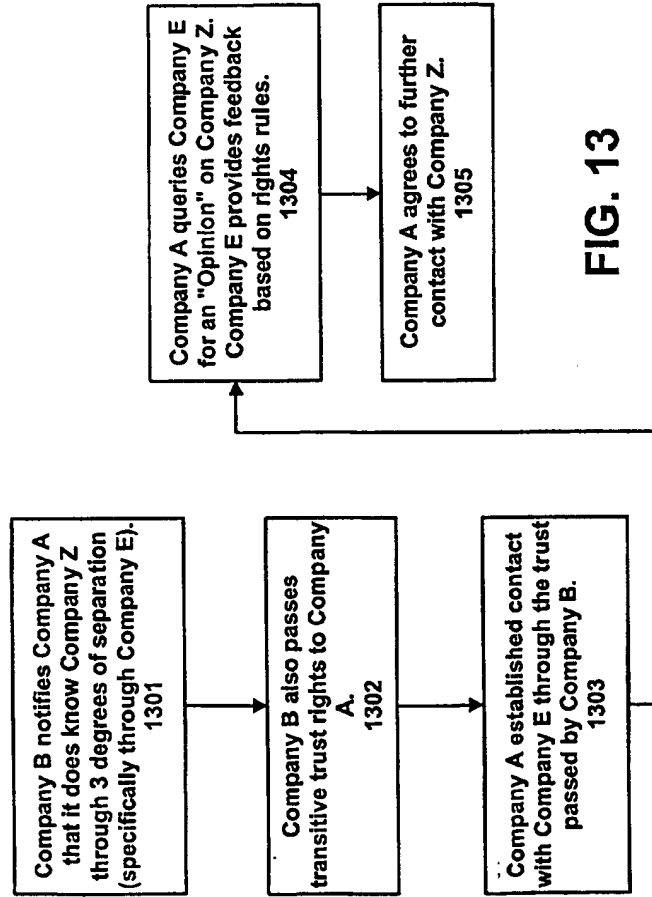 Company B notifies Company A
that it does know Company Z
through 3 degrees of separation
(specifically through Company E).
1301
Company B also passes
transitive trust rights to Company
A.
1302
Company A established contact
with Company E through the trust
passed by Company B.
1303
Company A queries Company E
for an "Opinion" on Company Z.
Company E provides feedback
based on rights rules.
1304
Company A agrees to further
contact with Company Z.
1305
FIG. 13